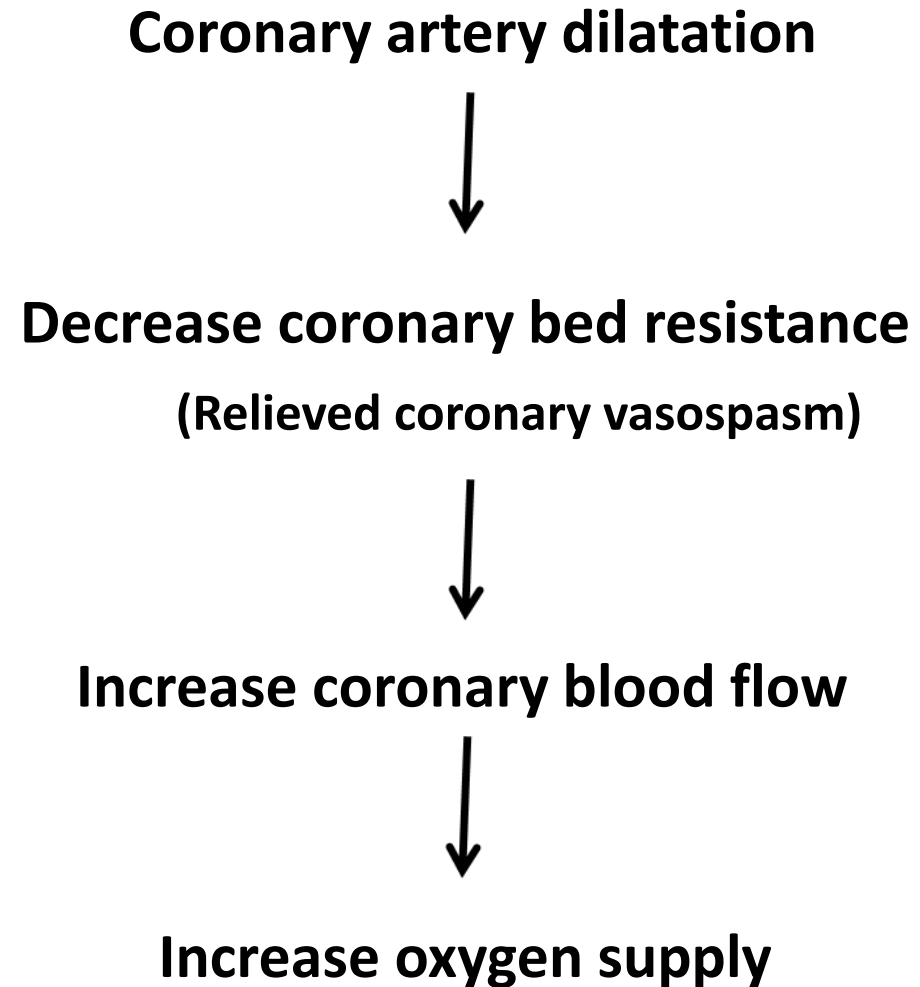 Coronary artery dilatation
Decrease coronary bed resistance
(Relieved coronary vasospasm)
Increase coronary blood flow
Increase oxygen supply